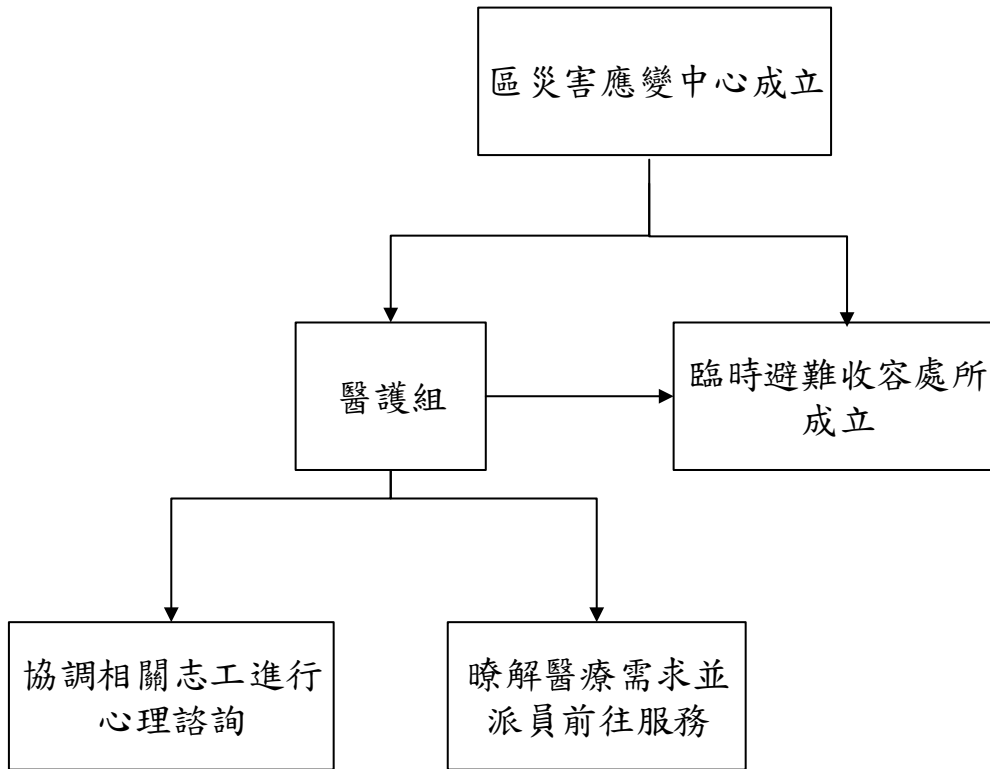 區災害應變中心成立
醫護組
臨時避難收容處所
成立
協調相關志工進行
心理諮詢
瞭解醫療需求並
派員前往服務